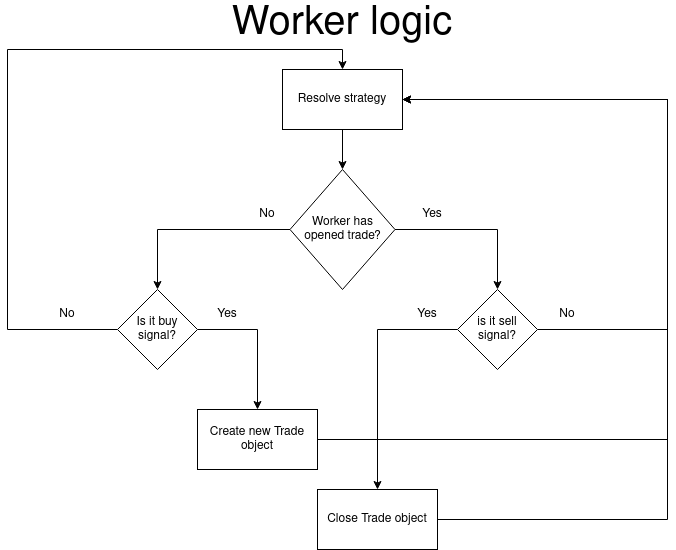 Worker logic
Resolve strategy
No
Worker has
opened trade?
Yes
No
Is it buy
signal?
Yes
Yes
is it sell
signal?
No
Create new Trade
object
Close Trade object